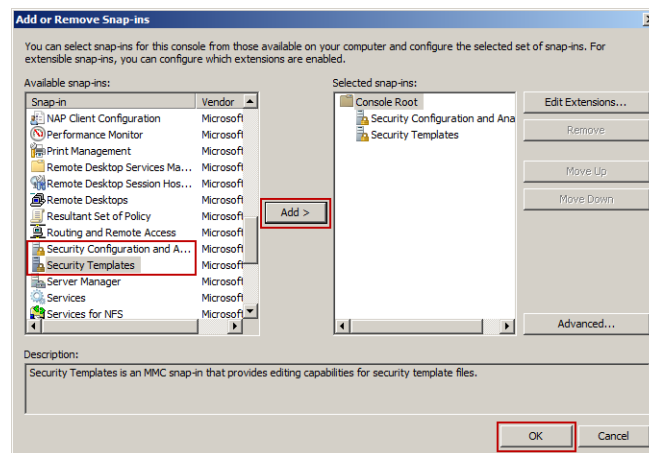 Add or Remove Snap-ins
You can select snap-ins for this console from those available on your computer and configure the selected set of snap-ins. For
extensible snap-ins, you can configure which extensions are enabled.
Available snap-ins:
Snap-in Vendor
NAP Client Configuration Microsoft
Performance Monitor Microsoft
Print Management Microsoft
Remote Desktop Services Ma... Microsoft
Remote Desktop Session Hos... Microsoft
Remote Desktops Microsoft
Resultant Set of Policy Microsoft
Routing and Remote Access Microsoft
Security Configuration and A... Microsoft
Security Templates Microsoft
Server Manager Microsoft
Services Microsoft
Services for NFS Microsoft
Add >
Selected snap-ins:
Console Root
Security Configuration and Ana
Security Templates
Edit Extensions...
Remove
Move Up
Move Down
Advanced...
Description:
Security Templates is an MMC snap-in that provides editing capabilities for security template files.
OK
Cancel